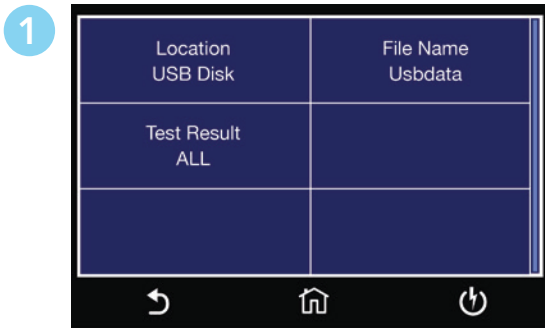 1
Location
USB Disk
File Name
Usbdata
Test Result
ALL